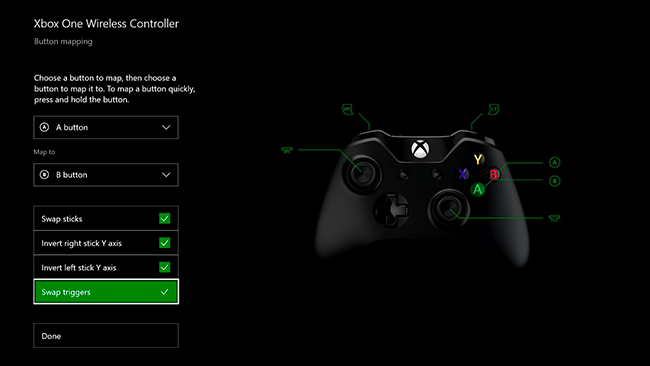 Xbox One Wireless Controller
Button mapping
Choose a button to map, then choose a
button to map it to. To map a button quickly,
press and hold the button.
A button
Map to
B button
Swap sticks
Invert right stick Y axis
Invert left stick Y axis
Swap triggers
Done
RT
LT
Y
X
B
A
A
B